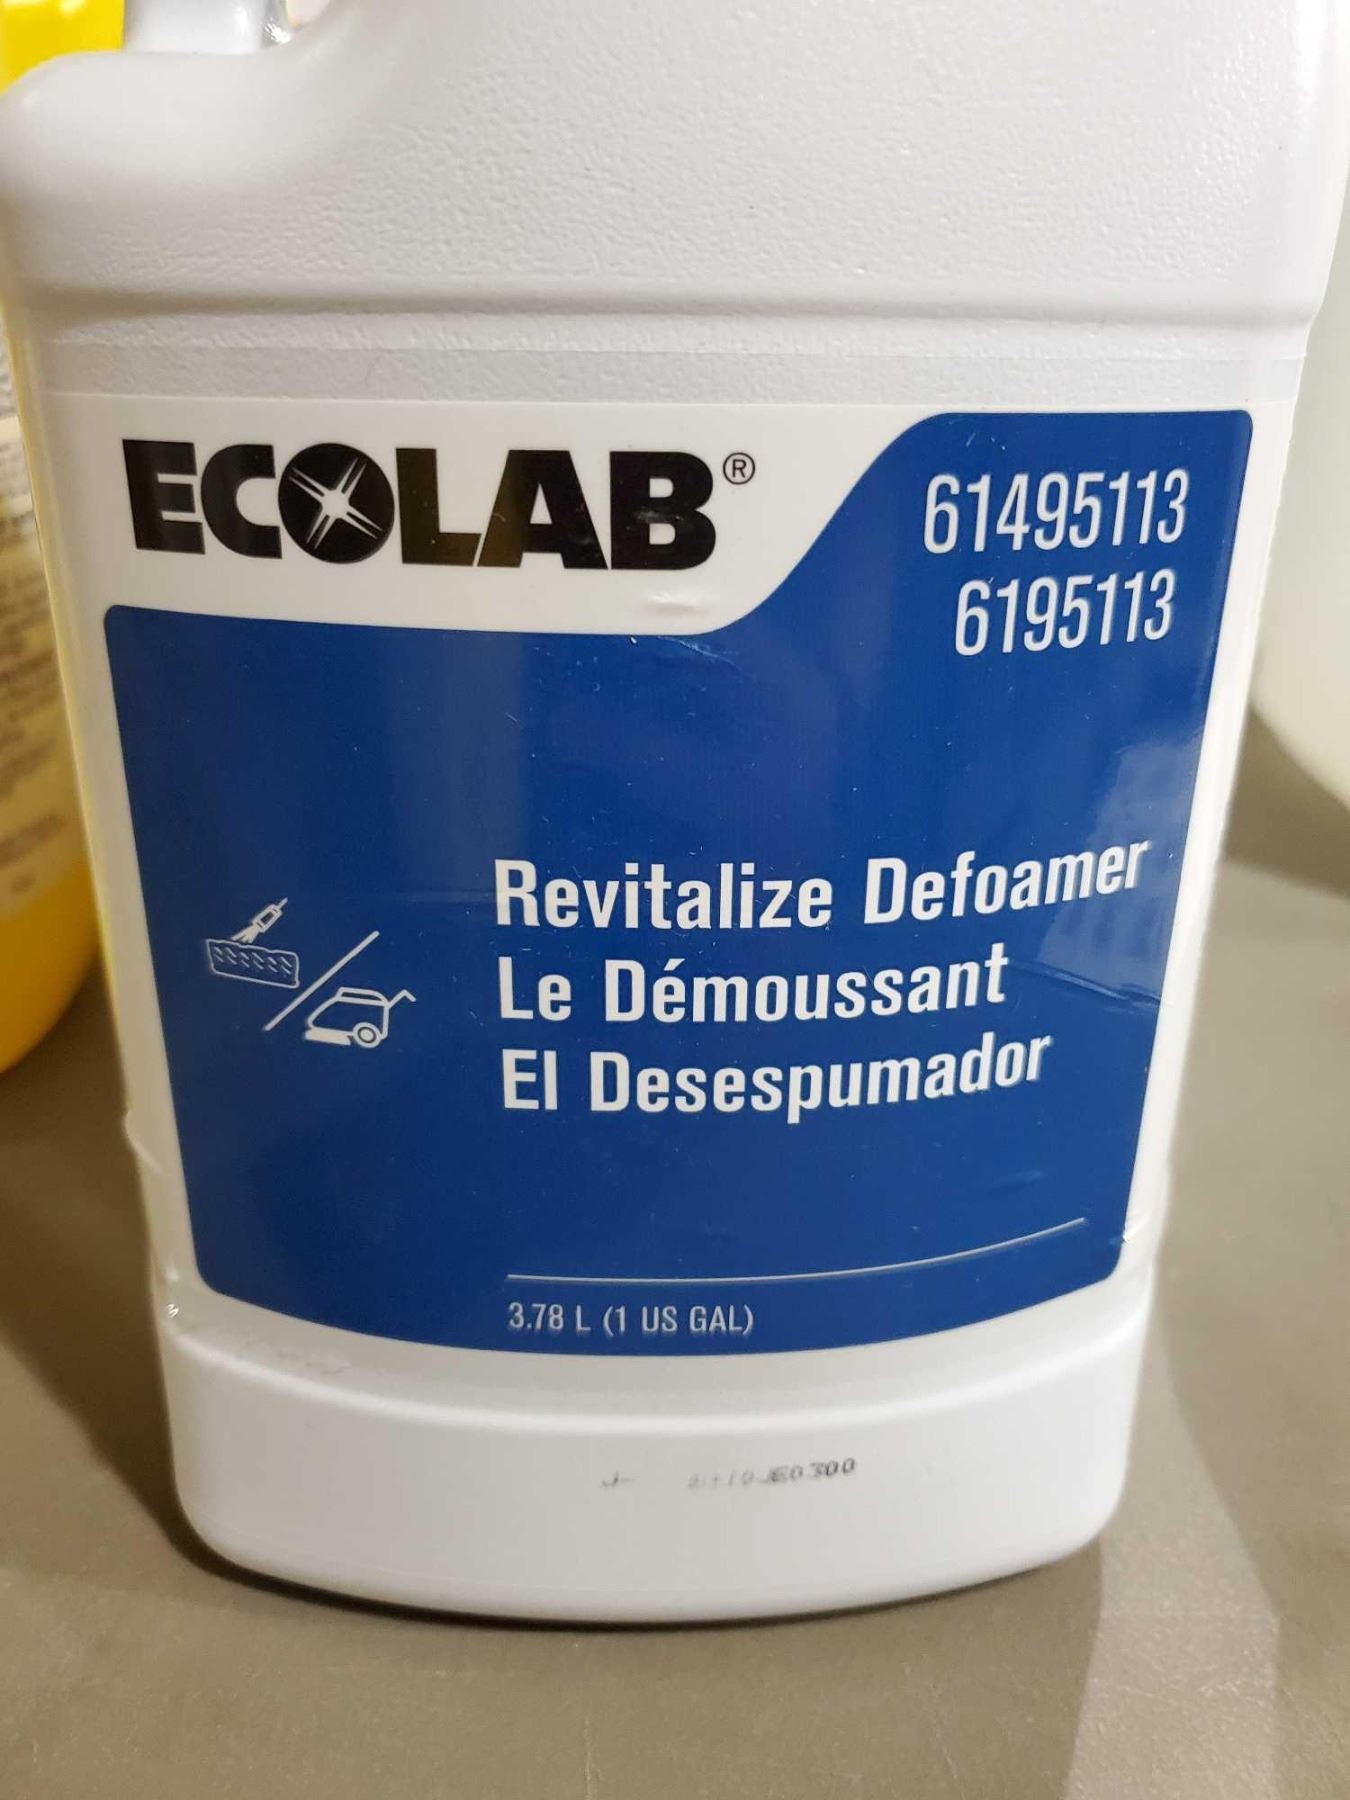 ECOLAB®
61495113
6195113
Revitalize Defoamer
Le Démoussant
El Desespumador
3.78 L (1 US GAL)